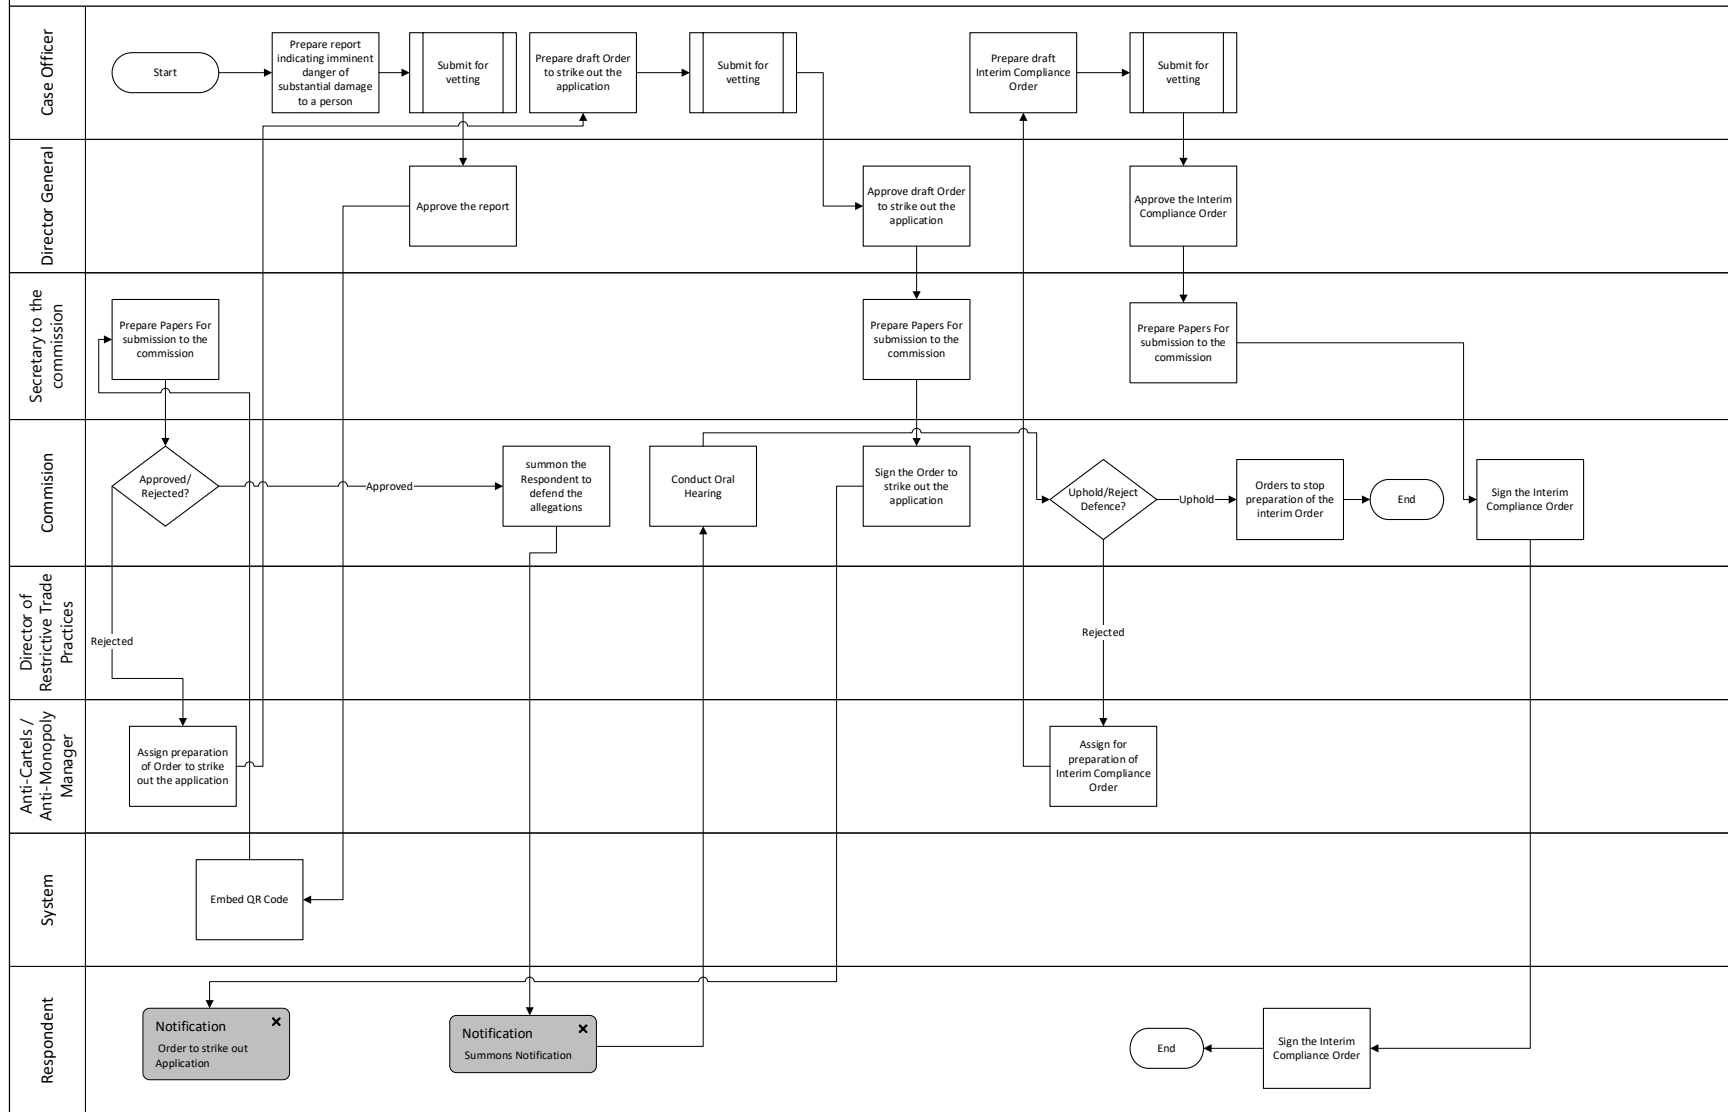 Case Officer
Start
Prepare report
indicating imminent
danger of
substantial damage
to a person
Submit for
vetting
Prepare draft Order
to strike out the
application
Submit for
vetting
Prepare draft
Interim Compliance
Order
Submit for
vetting
Director General
Approve the report
Approve draft Order
to strike out the
application
Approve the Interim
Compliance Order
Secretary to the
commission
Prepare Papers For
submission to the
commission
Prepare Papers For
submission to the
commission
Prepare Papers For
submission to the
commission
Commision
Approved/
Rejected?
Approved
summon the
Respondent to
defend the
allegations
Conduct Oral
Hearing
Sign the Order to
strike out the
application
Uphold/Reject
Defence?
Uphold
Orders to stop
preparation of the
interim Order
End
Sign the Interim
Compliance Order
Director of
Restrictive Trade
Practices
Rejected
Rejected
Anti-Cartels /
Anti-Monopoly
Manager
Assign preparation
of Order to strike
out the application
Assign for
preparation of
Interim Compliance
Order
System
Embed QR Code
Respondent
Notification
Order to strike out
Application
Notification
Summons Notification
End
Sign the Interim
Compliance Order